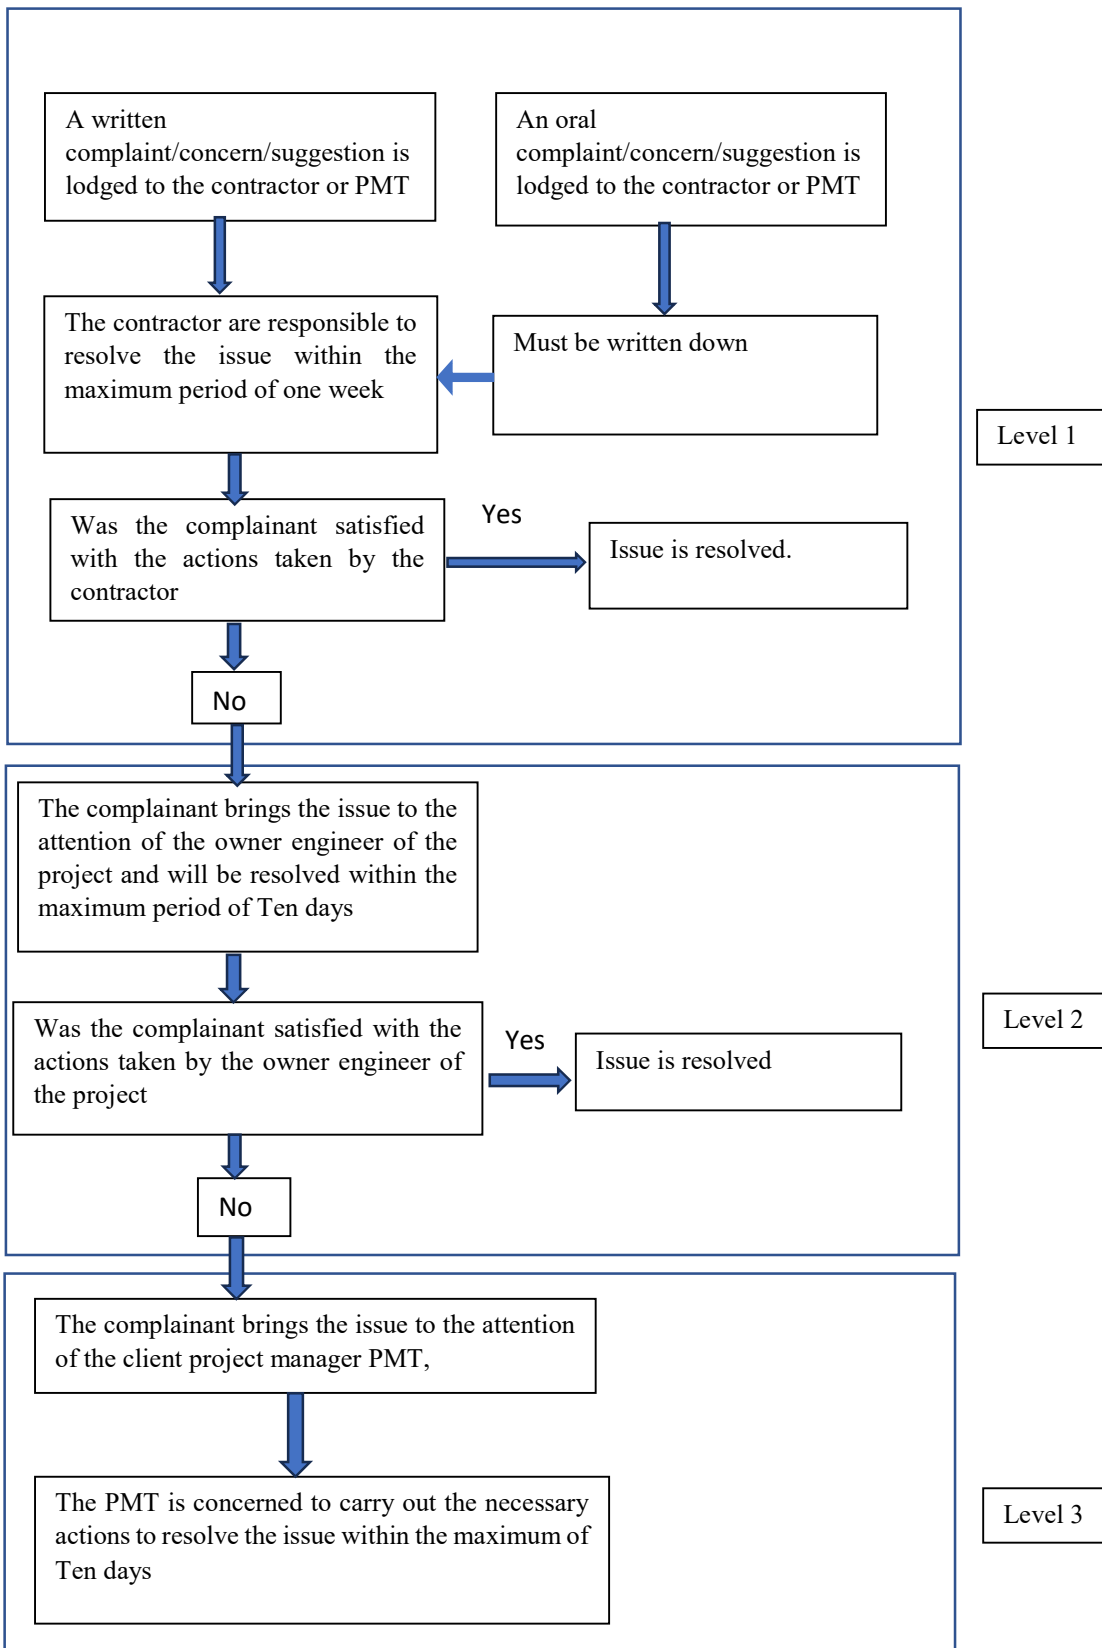 A written
complaint/concern/suggestion is
lodged to the contractor or PMT
An oral
complaint/concern/suggestion is
lodged to the contractor or PMT
The contractor are responsible to
resolve the issue within the
maximum period of one week
Must be written down
Level 1
Was the complainant satisfied
with the actions taken by the
contractor
Yes
Issue is resolved.
No
The complainant brings the issue to the
attention of the owner engineer of the
project and will be resolved within the
maximum period of Ten days
Level 2
Was the complainant satisfied with the
actions taken by the owner engineer of
the project
Yes
Issue is resolved
No
The complainant brings the issue to the attention
of the client project manager PMT,
The PMT is concerned to carry out the necessary
actions to resolve the issue within the maximum of
Ten days
Level 3